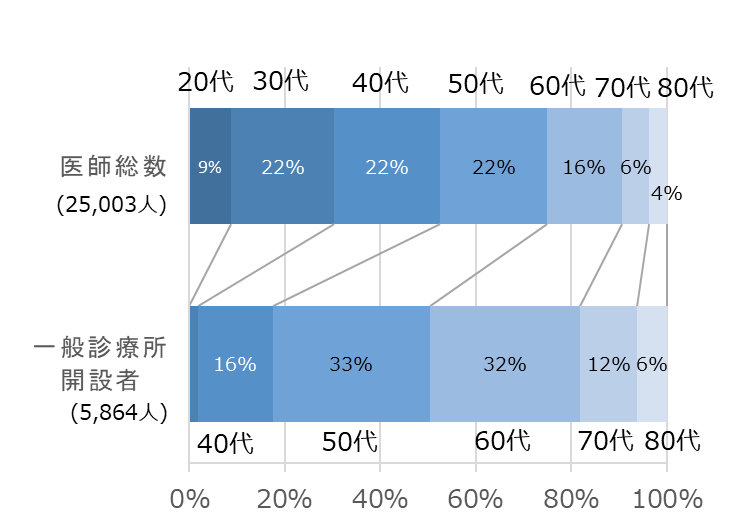 20代 30代 40代 50代 60代 70代 80代
医師総数
(25,003人)
9% 22% 22% 22% 16% 6% 4%
一般診療所
開設者
(5,864人)
16% 33% 32% 12% 6%
40代 50代 60代 70代 80代
0% 20% 40% 60% 80% 100%